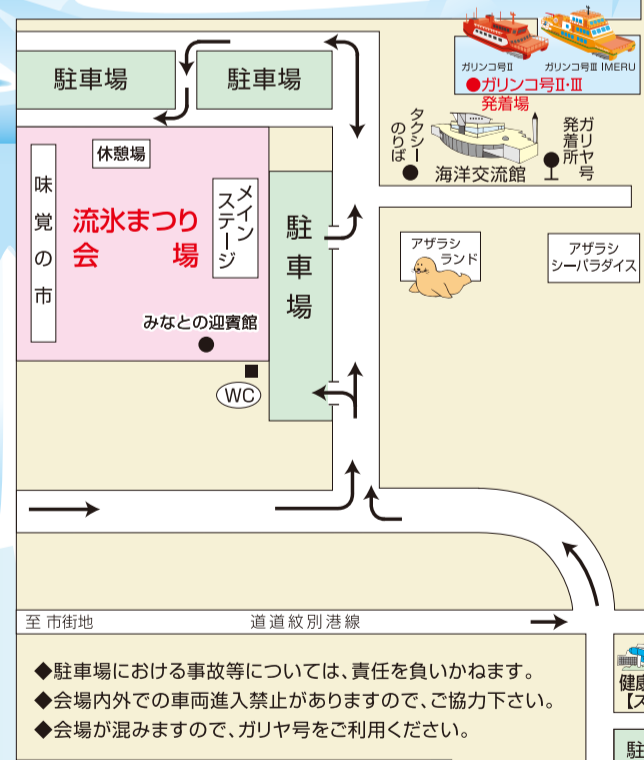 ガリンコ号Ⅱ
ガリンコ号Ⅲ IMERU
●ガリンコ号Ⅱ・Ⅲ
発着場
駐車場
駐車場
タクシー
のりば
海洋交流館
ガリヤ号
発着所
休憩場
味覚の市
流氷まつり
会場
メイン
ステージ
駐車場
アザラシ
ランド
アザラシ
シーパラダイス
みなとの迎賓館
WC
至 市街地
道道紋別港線
◆駐車場における事故等については、責任を負いかねます。
◆会場内外での車両進入禁止がありますので、ご協力下さい。
◆会場が混みますので、ガリヤ号をご利用ください。